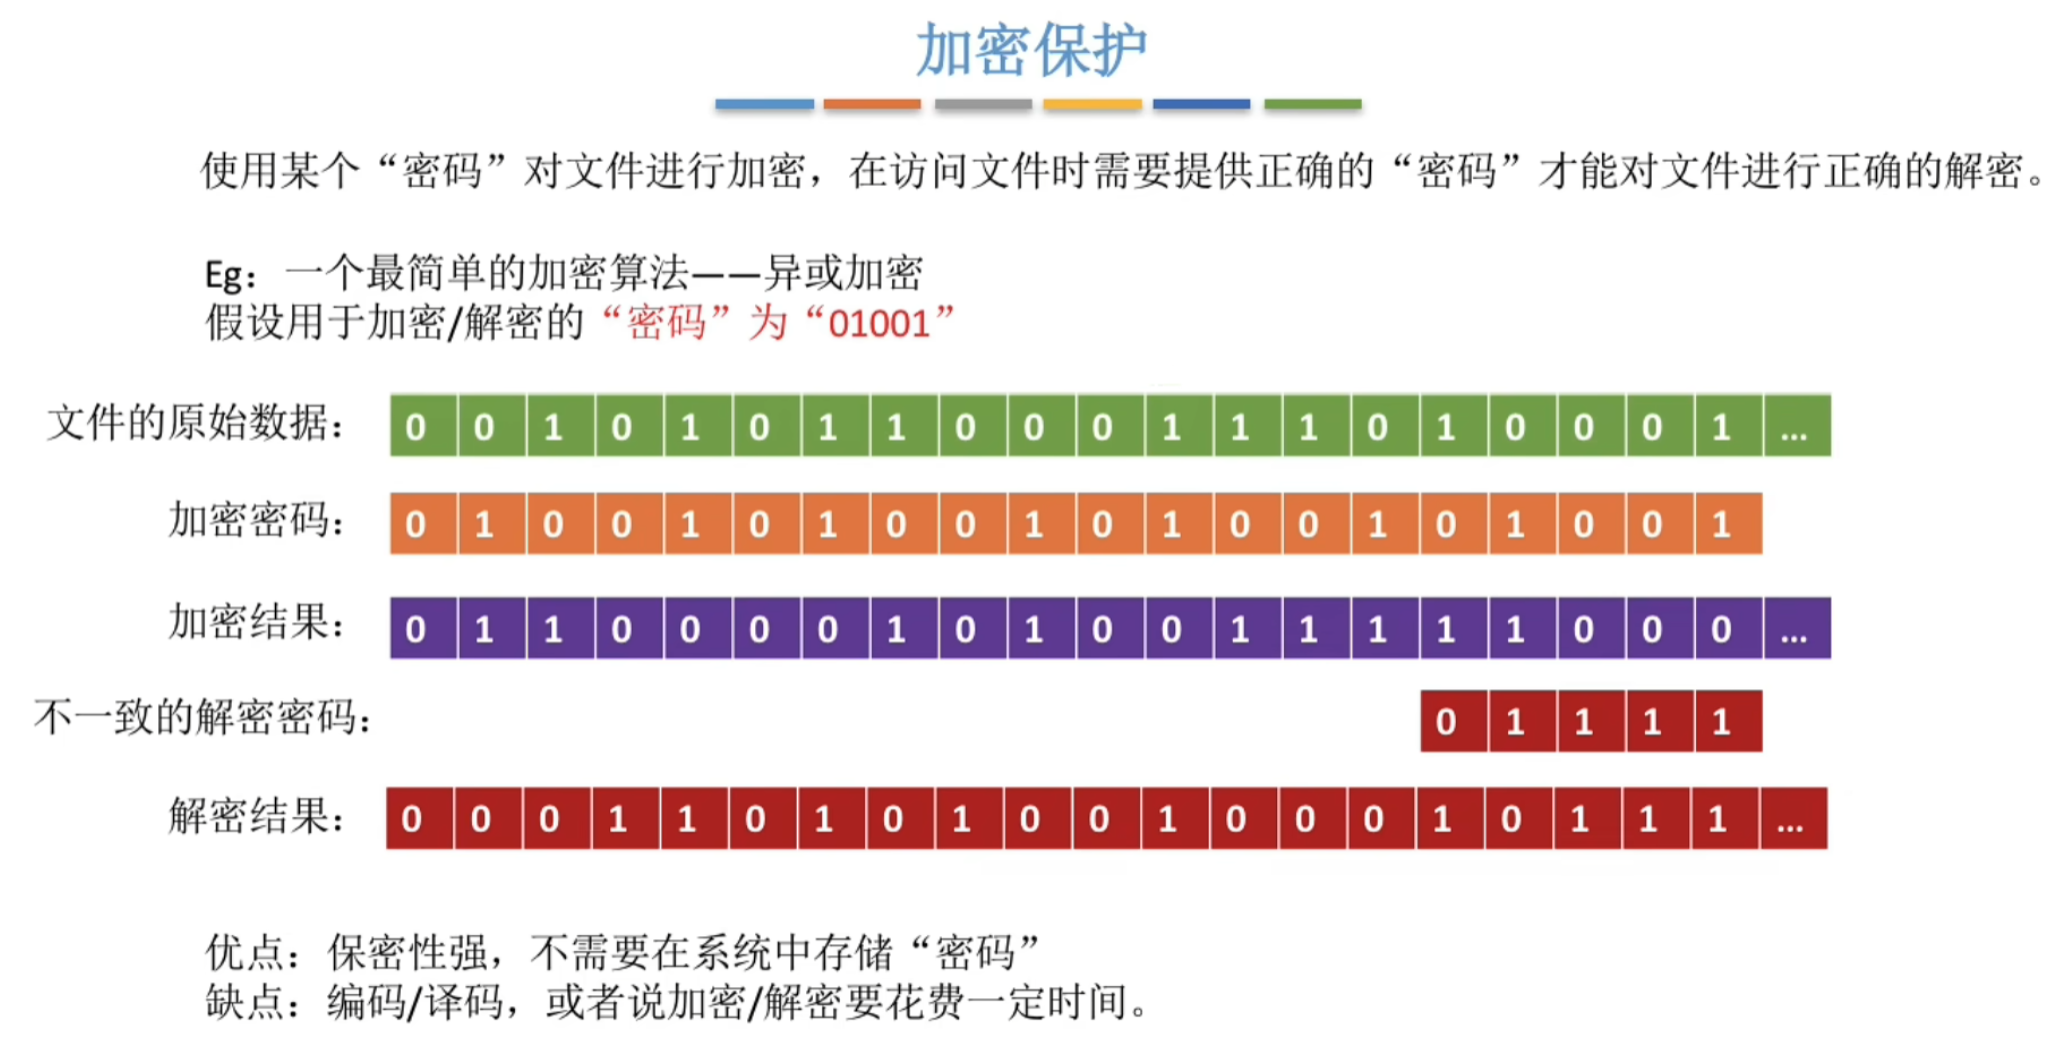 加密保护
使用某个“密码”对文件进行加密，在访问文件时需要提供正确的“密码”才能对文件进行正确的解密。
Eg：一个最简单的加密算法——异或加密
假设用于加密/解密的“密码”为“01001”
文件的原始数据： 0 0 1 0 1 0 1 1 0 0 0 1 1 1 0 1 0 0 0 1 ...
加密密码： 0 1 0 0 1 0 1 0 0 1 0 1 0 0 1 0 1 0 0 1
加密结果： 0 1 1 0 0 0 0 1 0 1 0 0 1 1 1 1 1 0 0 0 ...
不一致的解密密码： 0 1 1 1 1
解密结果： 0 0 0 1 1 0 1 0 1 0 0 1 0 0 0 1 0 1 1 1 ...
优点：保密性强，不需要在系统中存储“密码”
缺点：编码/译码，或者说加密/解密要花费一定时间。